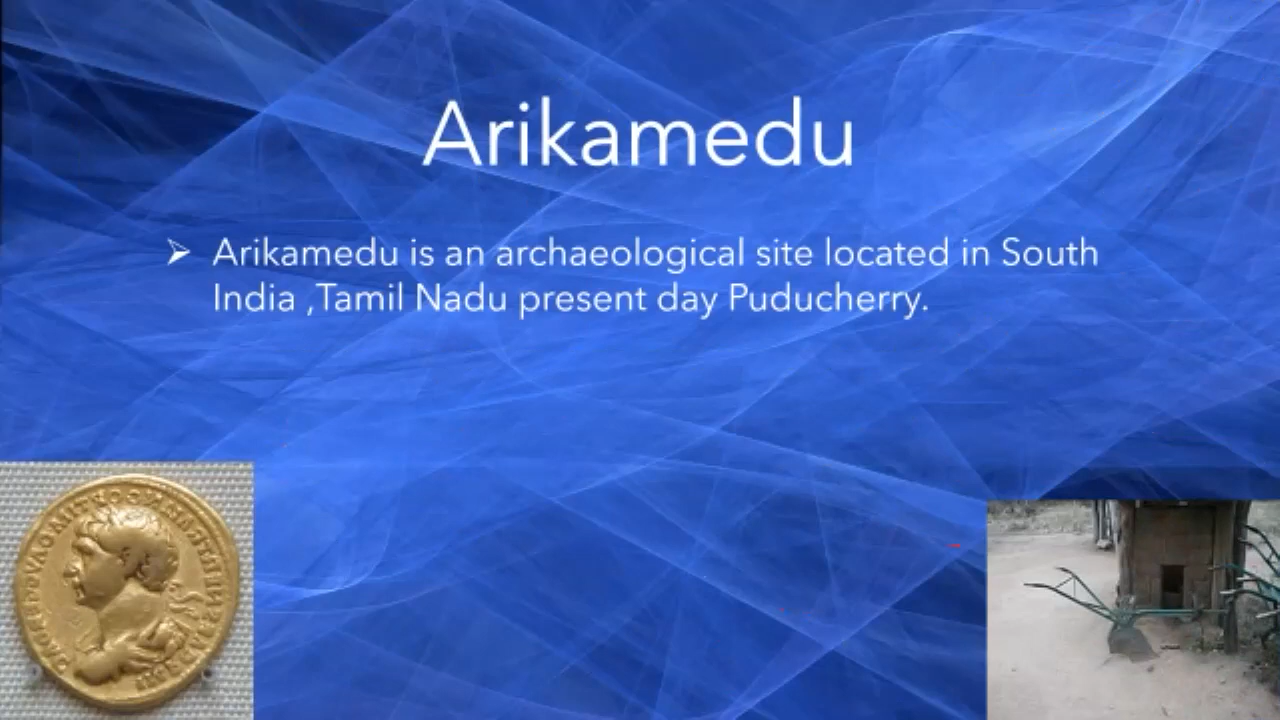 Arikamedu
➢ Arikamedu is an archaeological site located in South
India ,Tamil Nadu present day Puducherry.